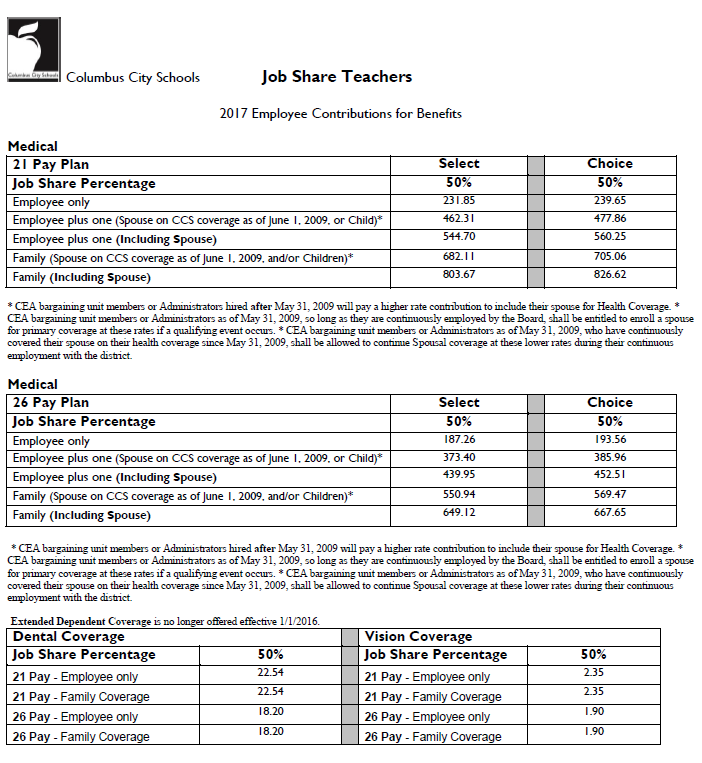 Columbus City Schools
Columbus City Schools Job Share Teachers
2017 Employee Contributions for Benefits
Medical
21 Pay Plan Select Choice
Job Share Percentage 50% 50%
Employee only 231.85 239.65
Employee plus one (Spouse on CCS coverage as of June 1, 2009, or Child)* 462.31 477.86
Employee plus one (Including Spouse) 544.70 560.25
Family (Spouse on CCS coverage as of June 1, 2009, and/or Children)* 682.11 705.06
Family (Including Spouse) 803.67 826.62
* CEA bargaining unit members or Administrators hired after May 31, 2009 will pay a higher rate contribution to include their spouse for Health Coverage. *
CEA bargaining unit members or Administrators as of May 31, 2009, so long as they are continuously employed by the Board, shall be entitled to enroll a spouse
for primary coverage at these rates if a qualifying event occurs. * CEA bargaining unit members or Administrators as of May 31, 2009, who have continuously
covered their spouse on their health coverage since May 31, 2009, shall be allowed to continue Spousal coverage at these lower rates during their continuous
employment with the district.
Medical
26 Pay Plan Select Choice
Job Share Percentage 50% 50%
Employee only 187.26 193.56
Employee plus one (Spouse on CCS coverage as of June 1, 2009, or Child)* 373.40 385.96
Employee plus one (Including Spouse) 439.95 452.51
Family (Spouse on CCS coverage as of June 1, 2009, and/or Children)* 550.94 569.47
Family (Including Spouse) 649.12 667.65
* CEA bargaining unit members or Administrators hired after May 31, 2009 will pay a higher rate contribution to include their spouse for Health Coverage. *
CEA bargaining unit members or Administrators as of May 31, 2009, so long as they are continuously employed by the Board, shall be entitled to enroll a spouse
for primary coverage at these rates if a qualifying event occurs. * CEA bargaining unit members or Administrators as of May 31, 2009, who have continuously
covered their spouse on their health coverage since May 31, 2009, shall be allowed to continue Spousal coverage at these lower rates during their continuous
employment with the district.
Extended Dependent Coverage is no longer offered effective 1/1/2016.
Dental Coverage Vision Coverage
Job Share Percentage 50% Job Share Percentage 50%
21 Pay - Employee only 22.54 21 Pay - Employee only 2.35
21 Pay - Family Coverage 22.54 21 Pay - Family Coverage 2.35
26 Pay - Employee only 18.20 26 Pay - Employee only 1.90
26 Pay - Family Coverage 18.20 26 Pay - Family Coverage 1.90